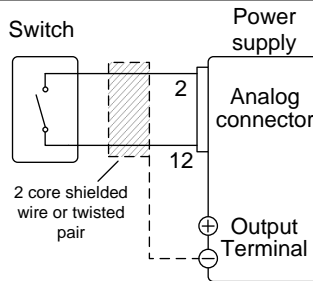 Switch
Power
supply
2
Analog
connector
12
2 core shielded
wire or twisted
pair
+
Output
Terminal
−